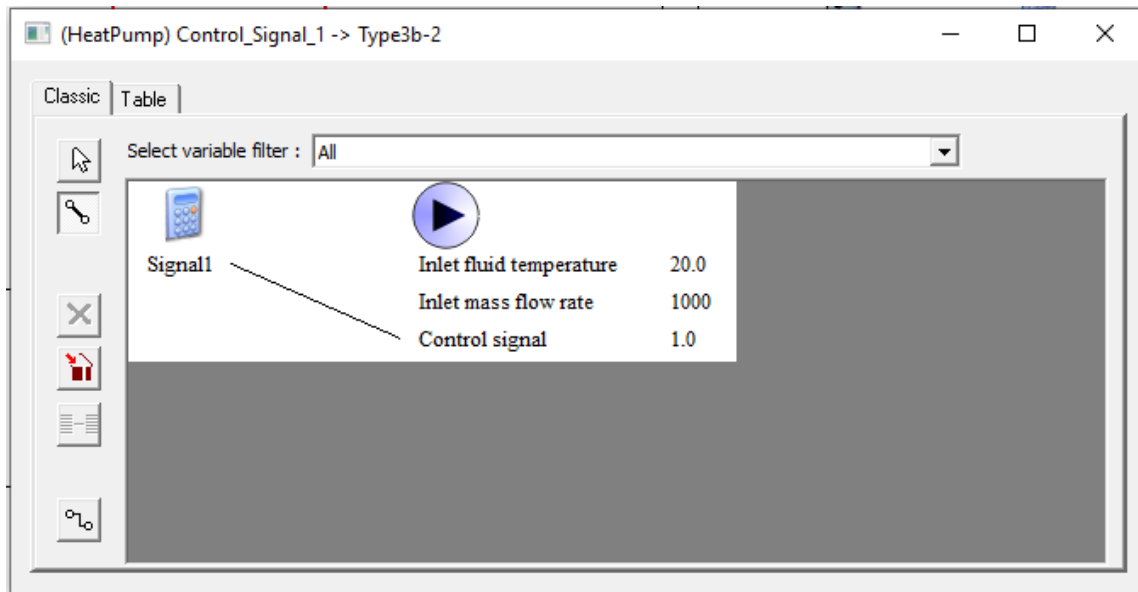 (HeatPump) Control_Signal_1 -> Type3b-2
Classic Table
Select variable filter : All
Signal1 Inlet fluid temperature 20.0
Inlet mass flow rate 1000
Control signal 1.0